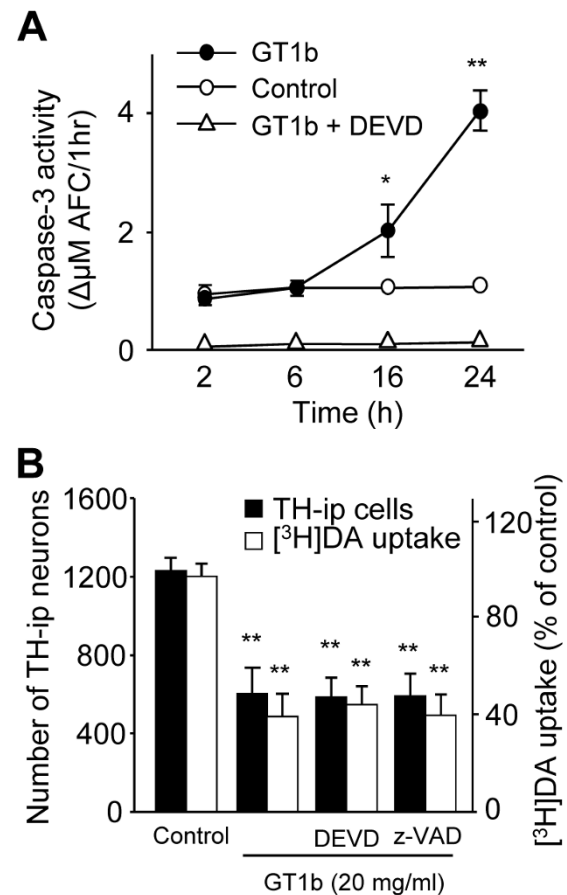 A
GT1b
Control
GT1b + DEVD
Caspase-3 activity
(ΔµM AFC/1hr)
4
2
0
*
**
2 6 16 24
Time (h)
B
TH-ip cells
[³H]DA uptake
Number of TH-ip neurons
1600
1200
800
400
0
** ** ** ** ** **
120
80
40
0
[³H]DA uptake (% of control)
Control DEVD z-VAD
GT1b (20 mg/ml)